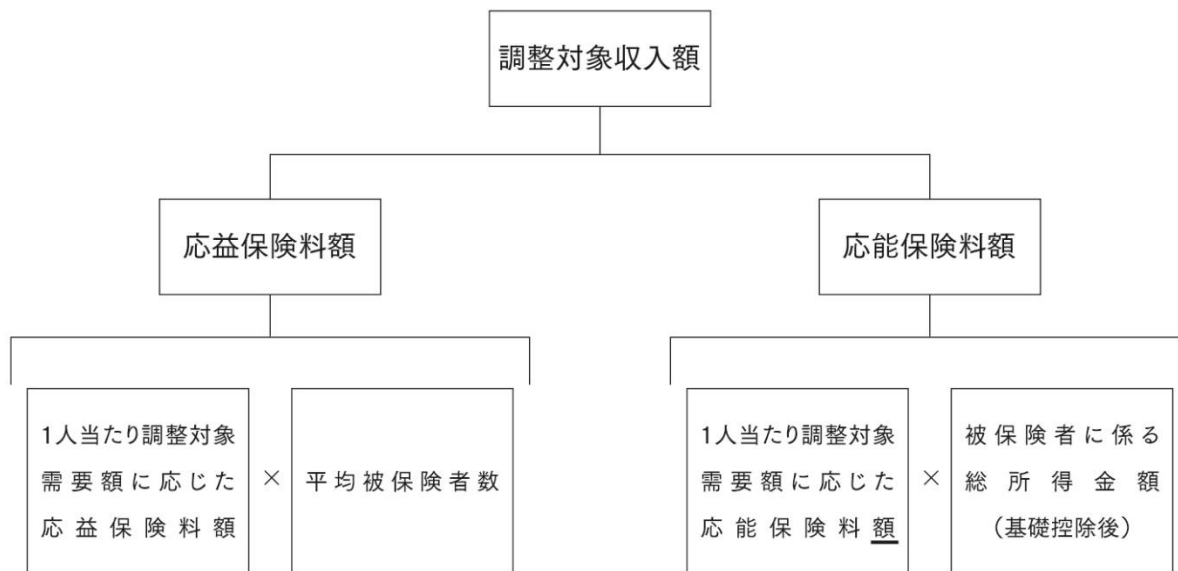 調整対象収入額
応益保険料額
応能保険料額
1人当たり調整対象
需要額に応じた
応益保険料額
×
平均被保険者数
1人当たり調整対象
需要額に応じた
応能保険料額
×
被保険者に係る
総所得金額
（基礎控除後）